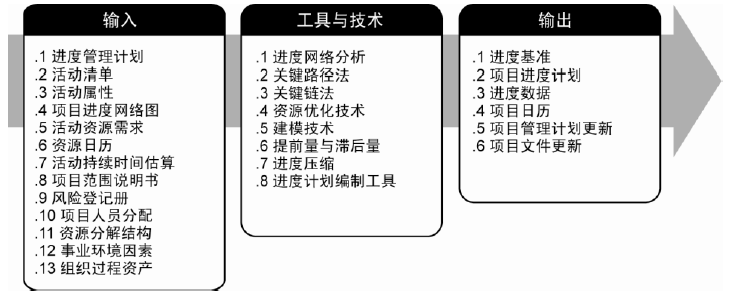 输入
.1 进度管理计划
.2 活动清单
.3 活动属性
.4 项目进度网络图
.5 活动资源需求
.6 资源日历
.7 活动持续时间估算
.8 项目范围说明书
.9 风险登记册
.10 项目人员分配
.11 资源分解结构
.12 事业环境因素
.13 组织过程资产
工具与技术
.1 进度网络分析
.2 关键路径法
.3 关键链法
.4 资源优化技术
.5 建模技术
.6 提前量与滞后量
.7 进度压缩
.8 进度计划编制工具
输出
.1 进度基准
.2 项目进度计划
.3 进度数据
.4 项目日历
.5 项目管理计划更新
.6 项目文件更新